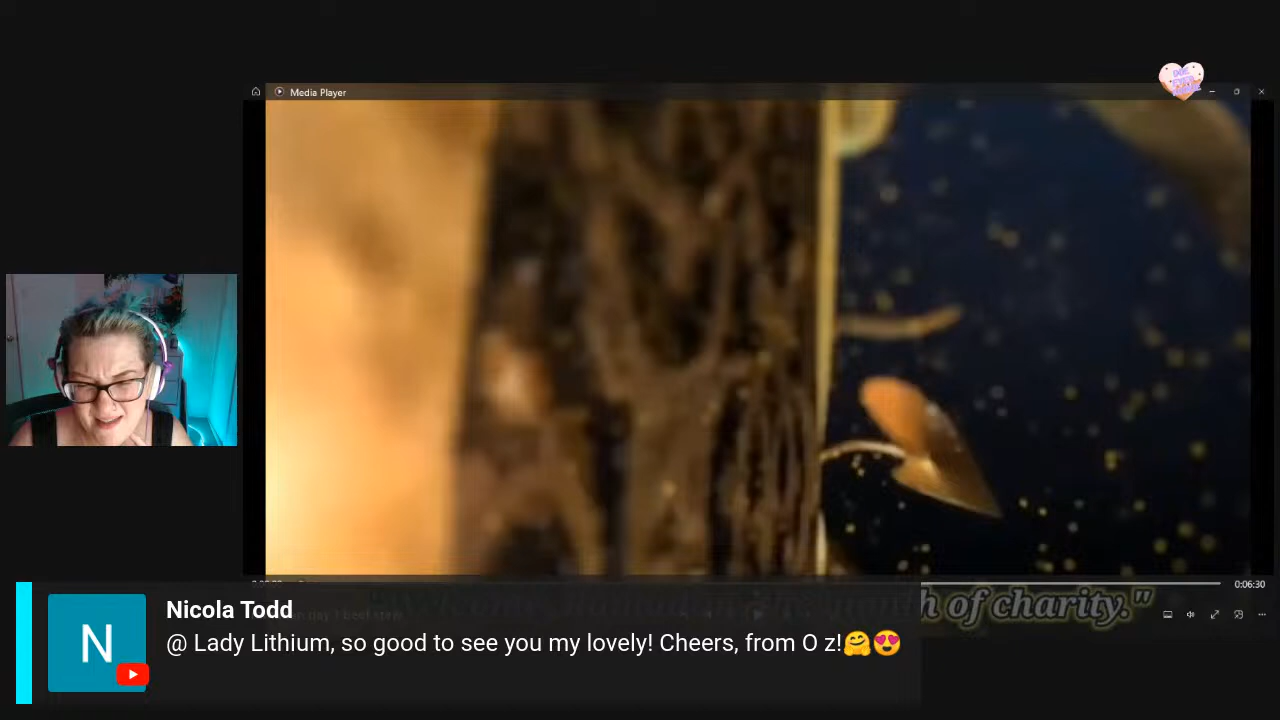 Media Player
0:06:30
h of charity."
Nicola Todd
@ Lady Lithium, so good to see you my lovely! Cheers, from O z!🤗😍
N